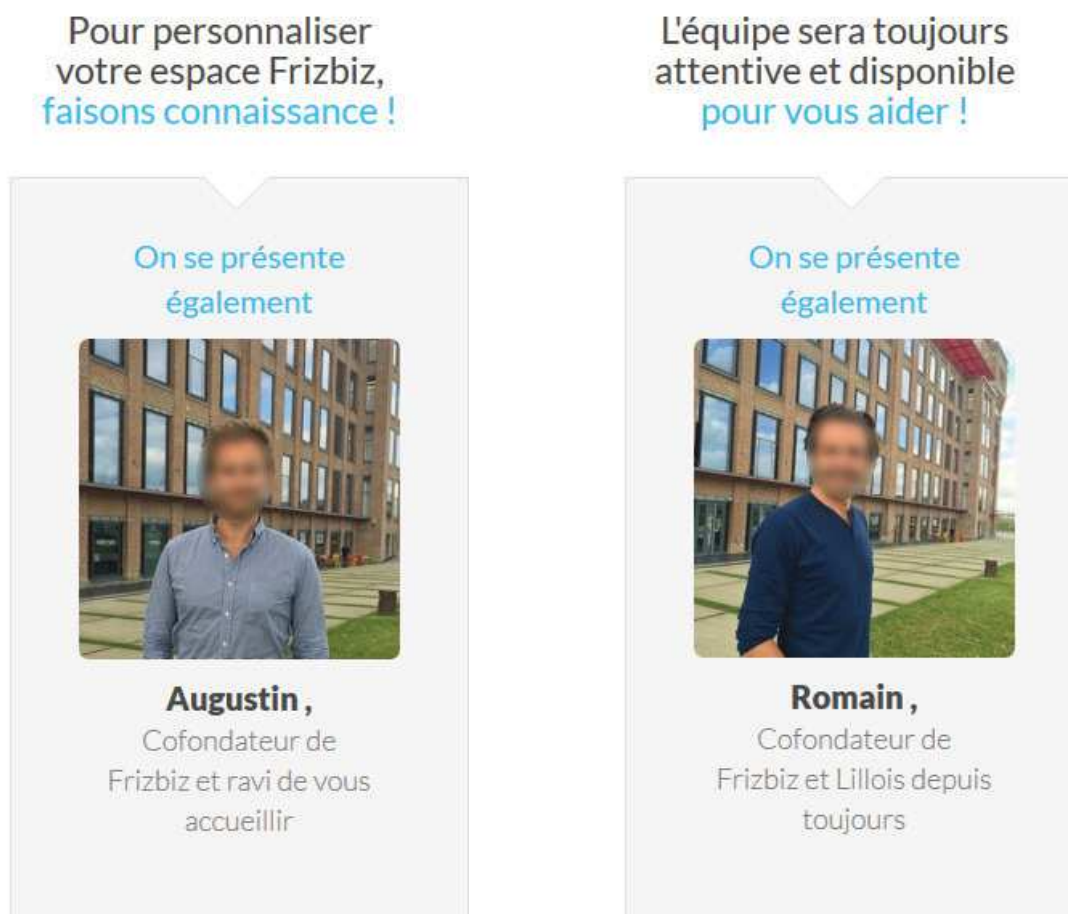 Pour personnaliser
votre espace Frizbiz,
faisons connaissance !
On se présente
également
Augustin ,
Cofondateur de
Frizbiz et ravi de vous
accueillir
L'équipe sera toujours
attentive et disponible
pour vous aider !
On se présente
également
Romain ,
Cofondateur de
Frizbiz et Lillois depuis
toujours